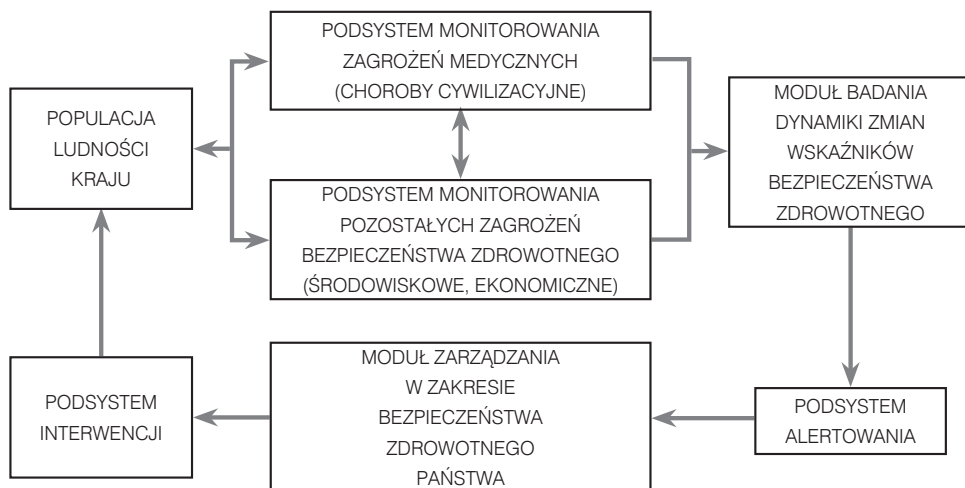 PODSYSTEM MONITOROWANIA
ZAGROŻEŃ MEDYCZNYCH
(CHOROBY CYWILIZACYJNE)
POPULACJA
LUDNOŚCI
KRAJU
PODSYSTEM MONITOROWANIA
POZOSTAŁYCH ZAGROŻEŃ
BEZPIECZEŃSTWA ZDROWOTNEGO
(ŚRODOWISKOWE, EKONOMICZNE)
MODUŁ BADANIA
DYNAMIKI ZMIAN
WSKAŹNIKÓW
BEZPIECZEŃSTWA
ZDROWOTNEGO
PODSYSTEM
INTERWENCJI
MODUŁ ZARZĄDZANIA
W ZAKRESIE
BEZPIECZEŃSTWA
ZDROWOTNEGO
PAŃSTWA
PODSYSTEM
ALERTOWANIA